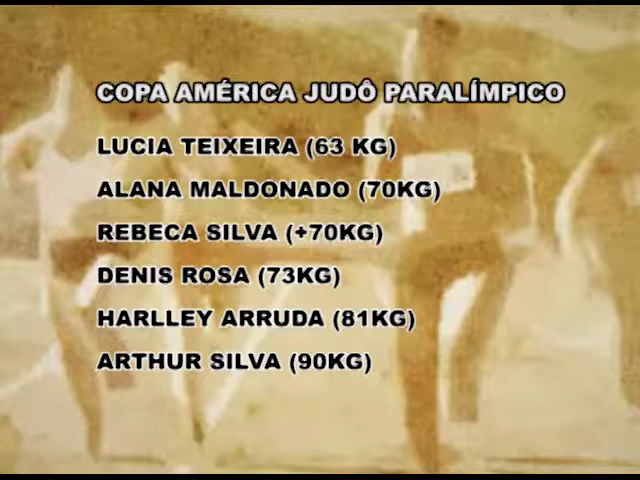 COPA AMÉRICA JUDÔ PARALÍMPICO
LUCIA TEIXEIRA (63 KG)
ALANA MALDONADO (70KG)
REBECA SILVA (+70KG)
DENIS ROSA (73KG)
HARLLEY ARRUDA (81KG)
ARTHUR SILVA (90KG)